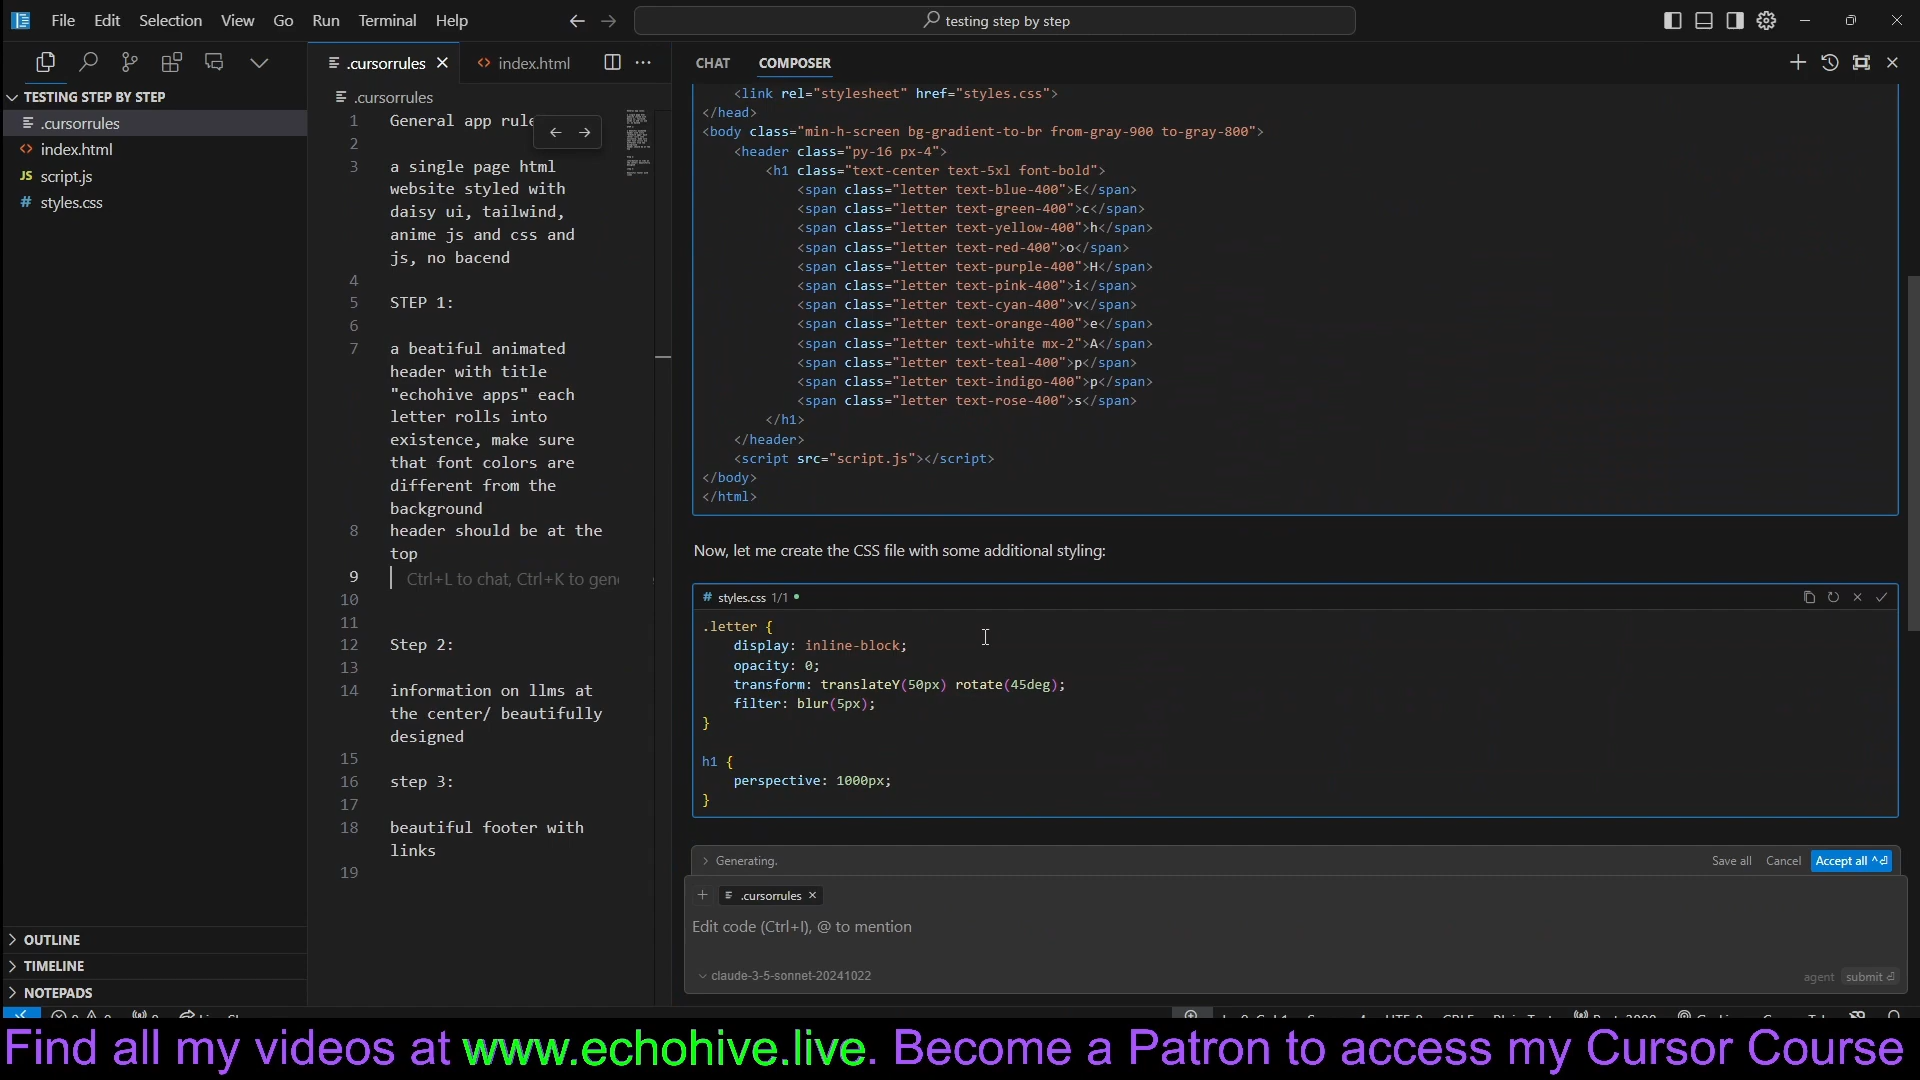 File Edit Selection View Go Run Terminal Help
testing step by step
.cursorrules
index.html
CHAT
COMPOSER
TESTING STEP BY STEP
.cursorrules
index.html
JS script.js
# styles.css
OUTLINE
TIMELINE
NOTEPADS
.cursorrules
1 General app rule
2
3 a single page html
website styled with
daisy ui, tailwind,
anime js and css and
js, no bacend
4
5 STEP 1:
6
7 a beatiful animated
header with title
"echohive apps" each
letter rolls into
existence, make sure
that font colors are
different from the
background
8 header should be at the
top
9 Ctrl+L to chat, Ctrl+K to gen
10
11
12 Step 2:
13
14 information on llms at
the center/ beautifully
designed
15
16 step 3:
17
18 beautiful footer with
links
19
<link rel="stylesheet" href="styles.css">
</head>
<body class="min-h-screen bg-gradient-to-br from-gray-900 to-gray-800">
<header class="py-16 px-4">
<h1 class="text-center text-5xl font-bold">
<span class="letter text-blue-400">E</span>
<span class="letter text-green-400">c</span>
<span class="letter text-yellow-400">h</span>
<span class="letter text-red-400">o</span>
<span class="letter text-purple-400">H</span>
<span class="letter text-pink-400">i</span>
<span class="letter text-cyan-400">v</span>
<span class="letter text-orange-400">e</span>
<span class="letter text-white mx-2">A</span>
<span class="letter text-teal-400">p</span>
<span class="letter text-indigo-400">p</span>
<span class="letter text-rose-400">s</span>
</h1>
</header>
<script src="script.js"></script>
</body>
</html>
Now, let me create the CSS file with some additional styling:
# styles.css 1/1
.letter {
display: inline-block;
opacity: 0;
transform: translateY(50px) rotate(45deg);
filter: blur(5px);
}
h1 {
perspective: 1000px;
}
Generating.
Save all Cancel Accept all ^⏎
.cursorrules
Edit code (Ctrl+I), @ to mention
claude-3-5-sonnet-20241022
agent submit ⏎
Find all my videos at www.echohive.live. Become a Patron to access my Cursor Course